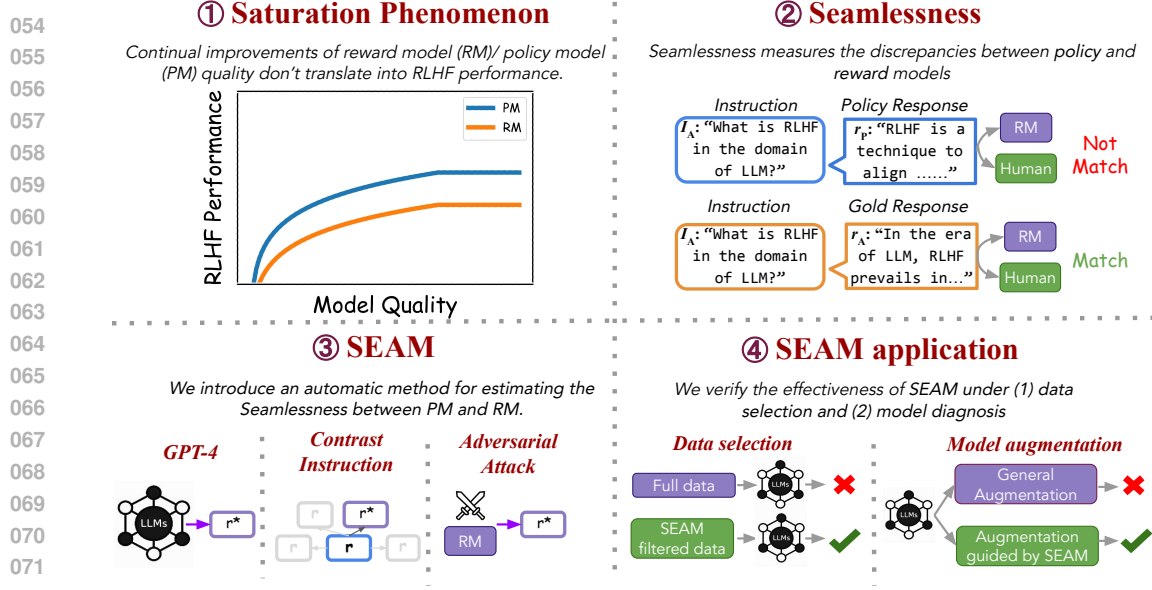 054
055
056
057
058
059
060
061
062
063
064
065
066
067
068
069
070
071
① Saturation Phenomenon
Continual improvements of reward model (RM)/ policy model
(PM) quality don't translate into RLHF performance.
RLHF Performance
PM
RM
Model Quality
② Seamlessness
Seamlessness measures the discrepancies between policy and
reward models
Instruction
Policy Response
I_A: “What is RLHF
in the domain
of LLM?”
r_P: “RLHF is a
technique to
align ……”
RM
Human
Not
Match
Instruction
Gold Response
I_A: “What is RLHF
in the domain
of LLM?”
r_A: “In the era
of LLM, RLHF
prevails in…”
RM
Human
Match
③ SEAM
We introduce an automatic method for estimating the
Seamlessness between PM and RM.
GPT-4
LLMs
r*
Contrast
Instruction
r
r*
r
r
r
Adversarial
Attack
RM
r*
④ SEAM application
We verify the effectiveness of SEAM under (1) data
selection and (2) model diagnosis
Data selection
Full data
LLMs
SEAM
filtered data
LLMs
Model augmentation
LLMs
General
Augmentation
Augmentation
guided by SEAM